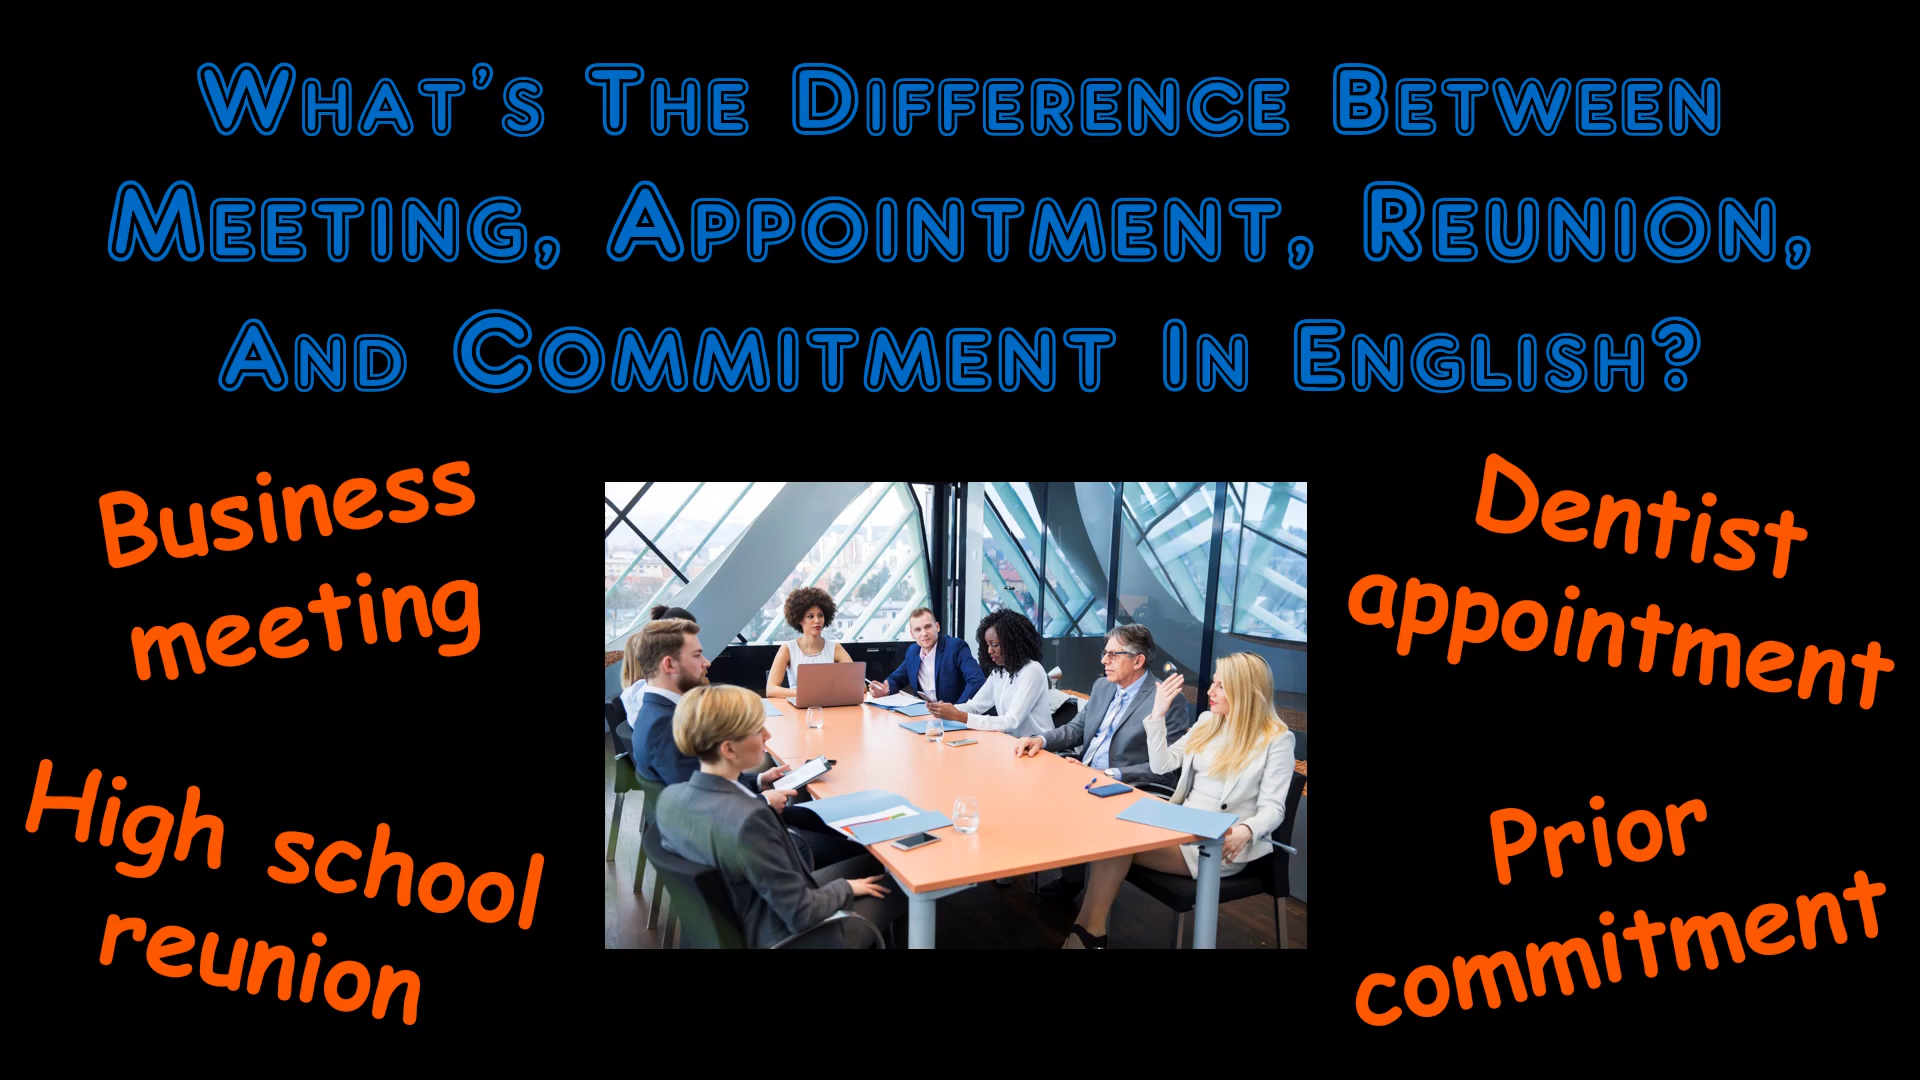 What's The Difference Between
Meeting, Appointment, Reunion,
And Commitment In English?
Business
meeting
Dentist
appointment
High school
reunion
Prior
commitment